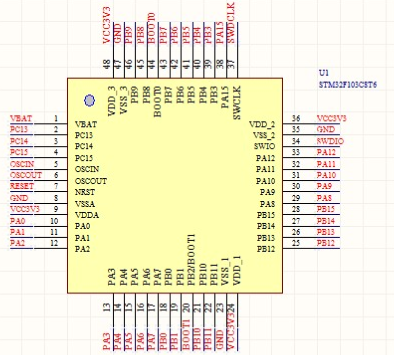 VCC3V3 GND PB9 PB8 BOOT0 PB7 PB6 PB5 PB4 PB3 PA15 SWDCLK
48 47 46 45 44 43 42 41 40 39 38 37
VDD_3 VSS_3 PB9 PB8 BOOT0 PB7 PB6 PB5 PB4 PB3 PA15 SWCLK
U1
STM32F103C8T6
VBAT 1 VBAT VDD_2 36 VCC3V3
PC13 2 PC13 VSS_2 35 GND
PC14 3 PC14 SWIO 34 SWDIO
PC15 4 PC15 PA12 33 PA12
OSCIN 5 OSCIN PA11 32 PA11
OSCOUT 6 OSCOUT PA10 31 PA10
RESET 7 NRST PA9 30 PA9
GND 8 VSSA PA8 29 PA8
VCC3V3 9 VDDA PB15 28 PB15
PA0 10 PA0 PB14 27 PB14
PA1 11 PA1 PB13 26 PB13
PA2 12 PA2 PB12 25 PB12
PA3 PA4 PA5 PA6 PA7 PB0 PB1 PB2/BOOT1 PB10 PB11 VSS_1 VDD_1
13 14 15 16 17 18 19 20 21 22 23 24
PA3 PA4 PA5 PA6 PA7 PB0 PB1 BOOT1 PB10 PB11 GND VCC3V3